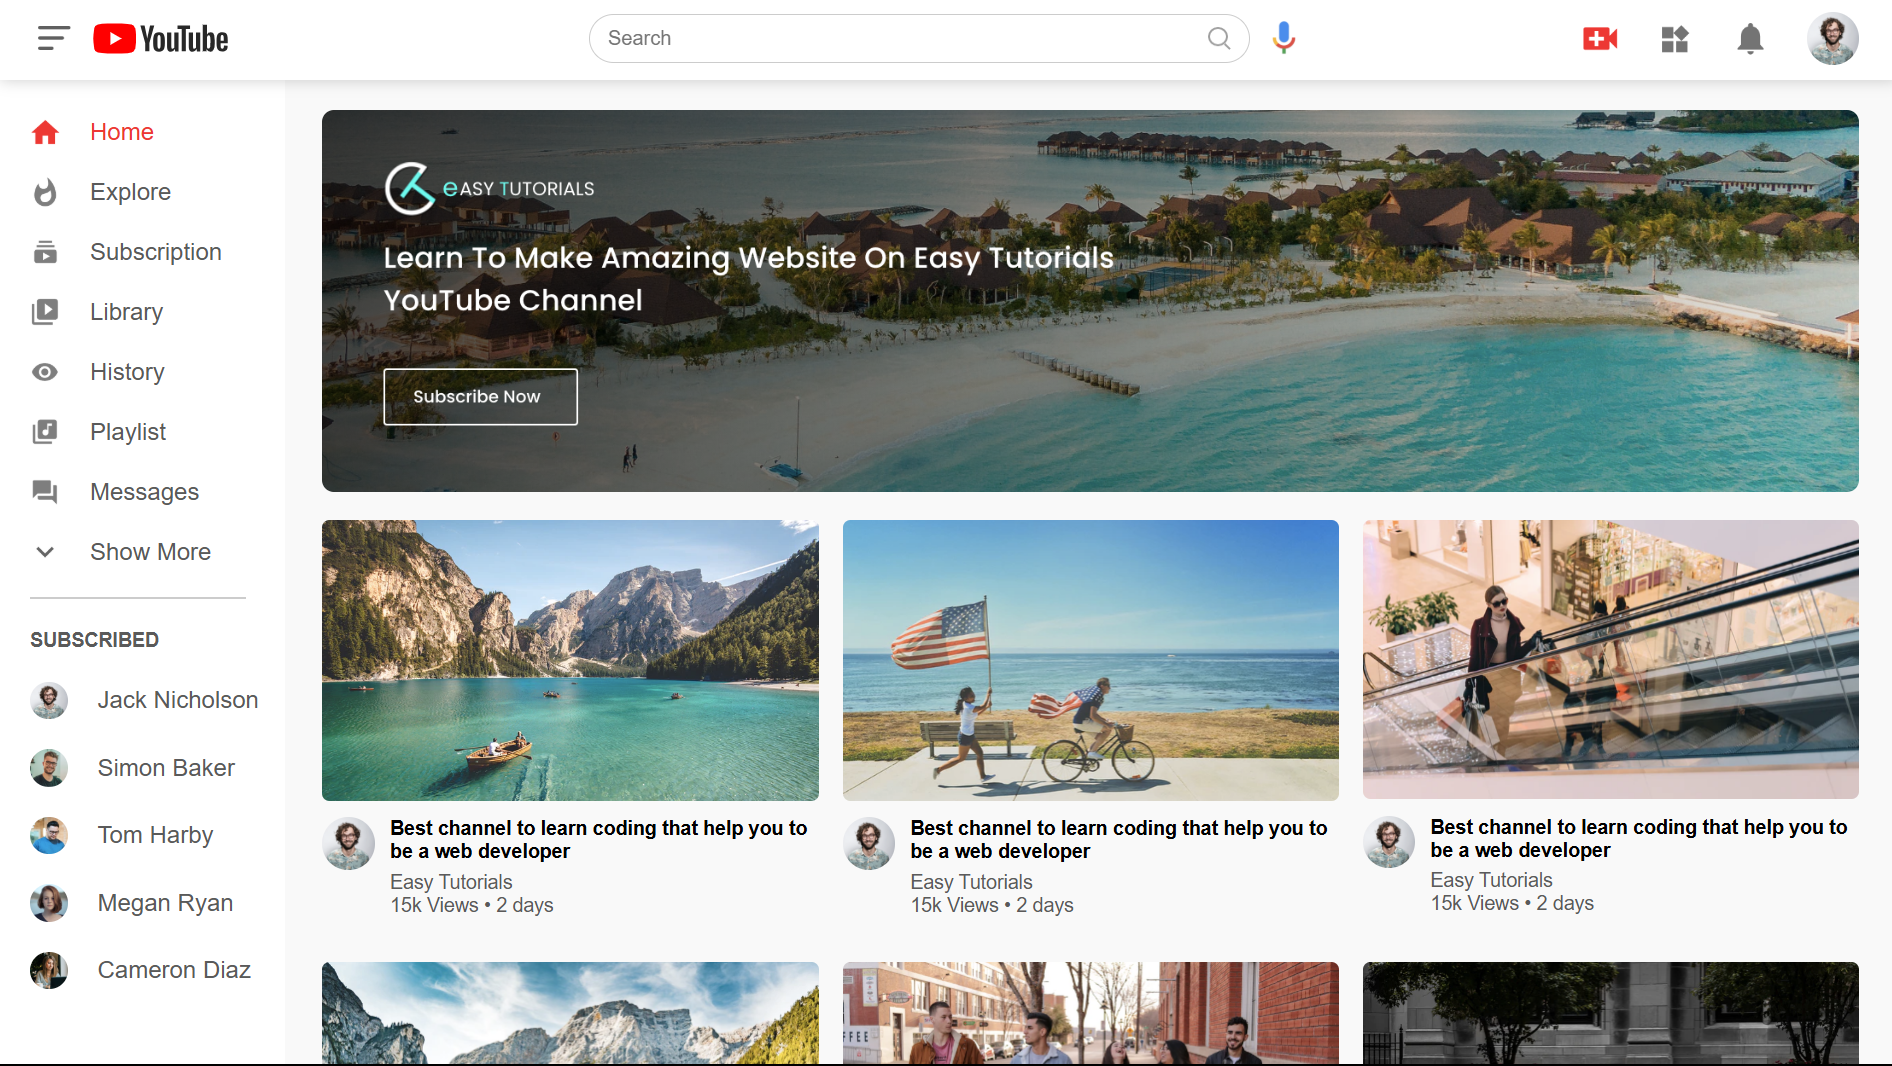 YouTube
Search
Home
Explore
Subscription
Library
History
Playlist
Messages
Show More
SUBSCRIBED
Jack Nicholson
Simon Baker
Tom Harby
Megan Ryan
Cameron Diaz
eASY TUTORIALS
Learn To Make Amazing Website On Easy Tutorials
YouTube Channel
Subscribe Now
Best channel to learn coding that help you to
be a web developer
Easy Tutorials
15k Views • 2 days
Best channel to learn coding that help you to
be a web developer
Easy Tutorials
15k Views • 2 days
Best channel to learn coding that help you to
be a web developer
Easy Tutorials
15k Views • 2 days